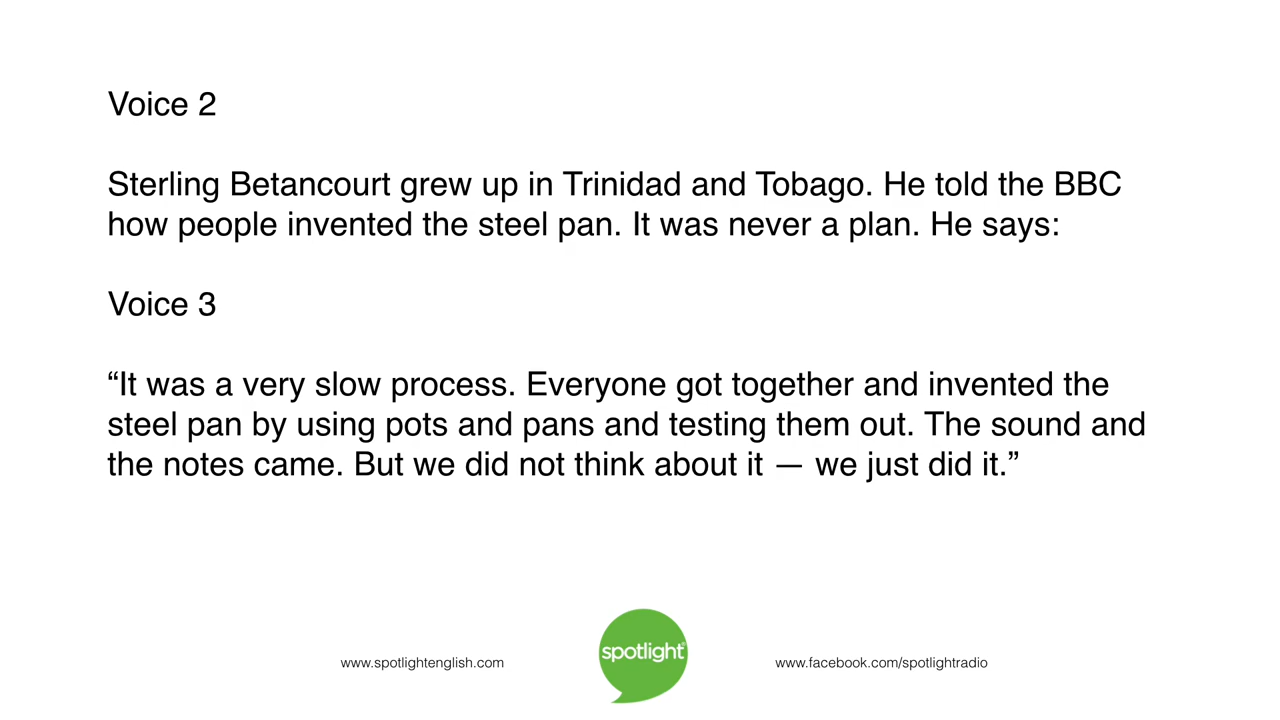 Voice 2
Sterling Betancourt grew up in Trinidad and Tobago. He told the BBC
how people invented the steel pan. It was never a plan. He says:
Voice 3
“It was a very slow process. Everyone got together and invented the
steel pan by using pots and pans and testing them out. The sound and
the notes came. But we did not think about it — we just did it.”
www.spotlightenglish.com
spotlight®
www.facebook.com/spotlightradio